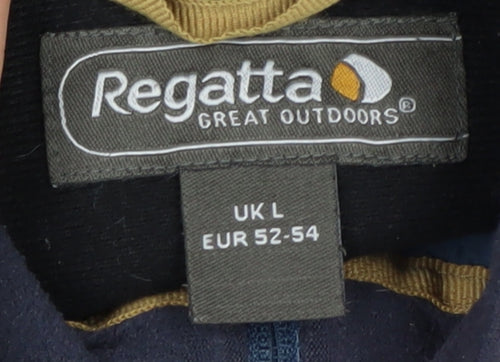 Regatta
GREAT OUTDOORS®
UK L
EUR 52-54